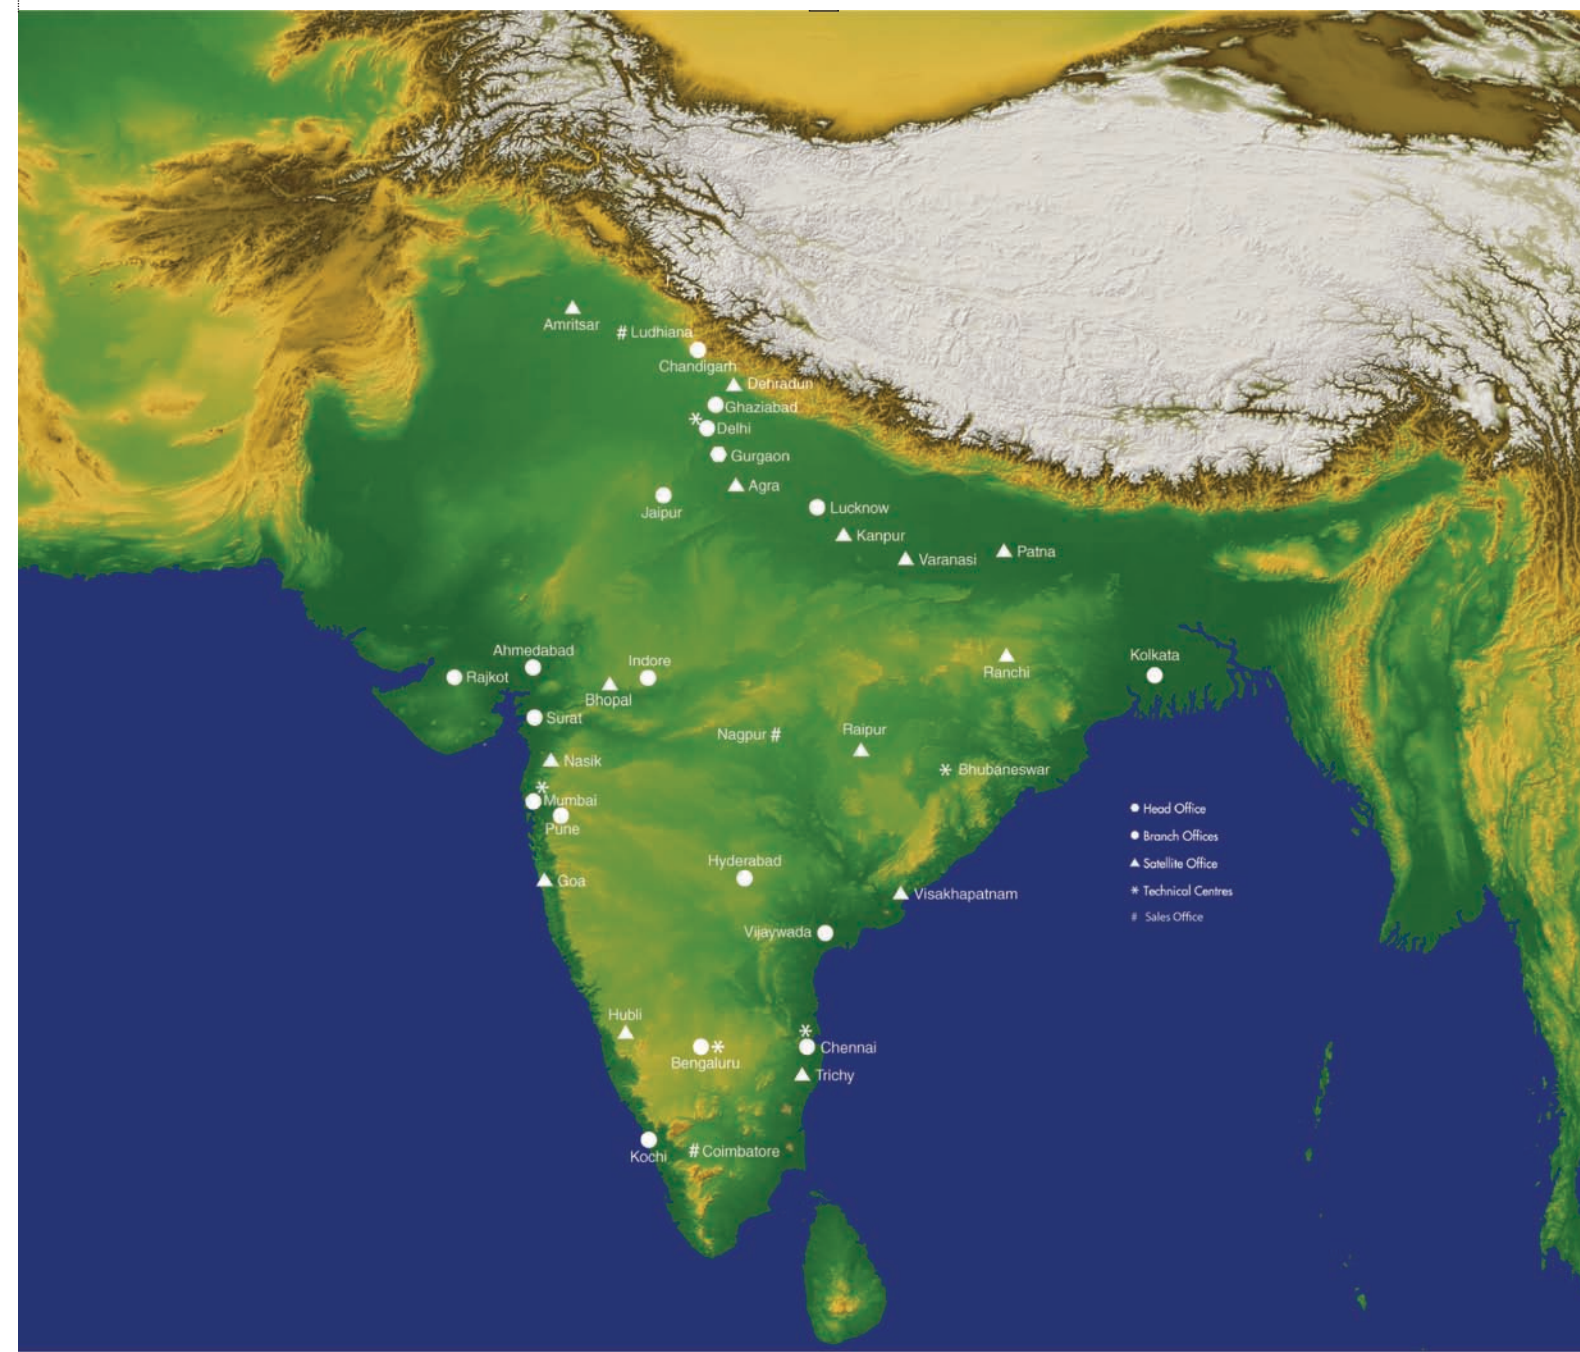 Amritsar
# Ludhiana
Chandigarh
Dehradun
Ghaziabad
* Delhi
Gurgaon
Agra
Jaipur
Lucknow
Kanpur
Varanasi
Patna
Ahmedabad
Rajkot
Indore
Bhopal
Ranchi
Kolkata
Surat
Nagpur #
Raipur
Nasik
* Bhubaneswar
* Mumbai
Pune
Hyderabad
Goa
Visakhapatnam
Vijaywada
Hubli
Bengaluru *
* Chennai
Trichy
Kochi
# Coimbatore
Head Office
Branch Offices
Satellite Office
* Technical Centres
# Sales Office